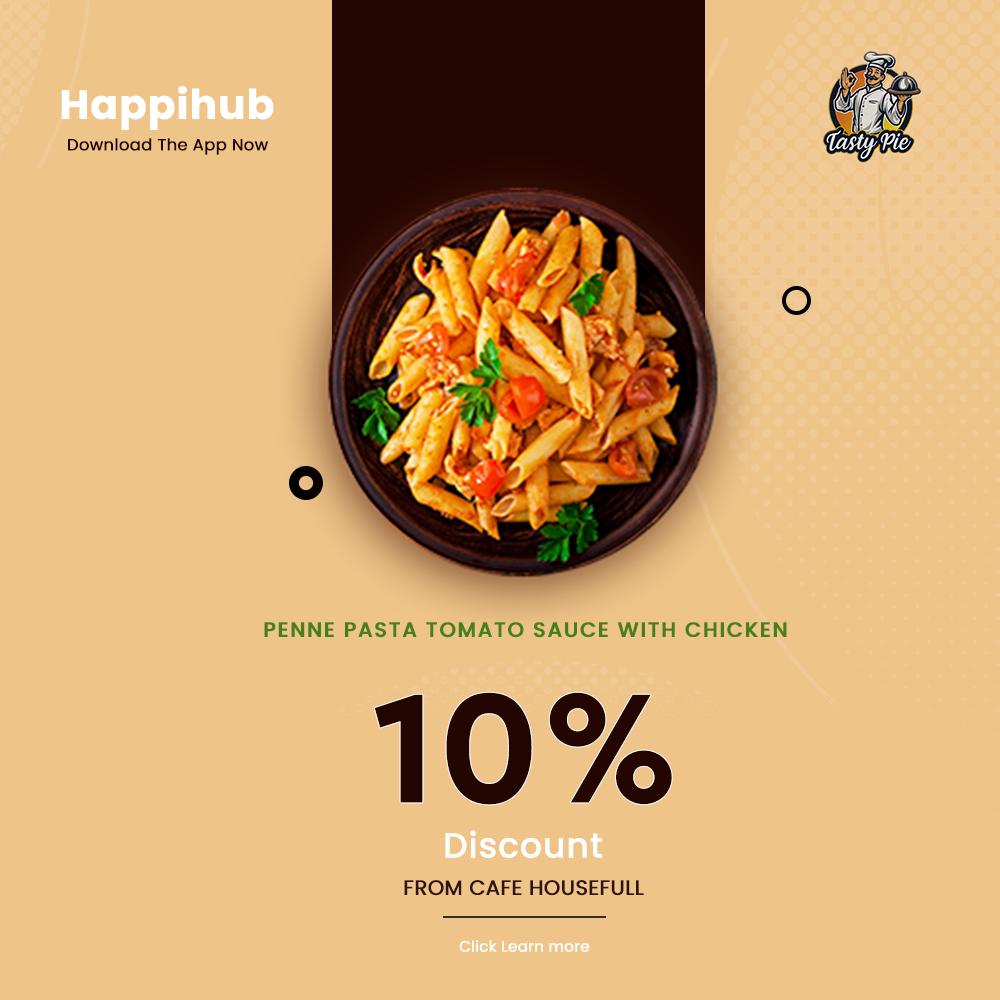 Happihub
Download The App Now
Tasty Pie
PENNE PASTA TOMATO SAUCE WITH CHICKEN
10%
Discount
FROM CAFE HOUSEFULL
Click Learn more